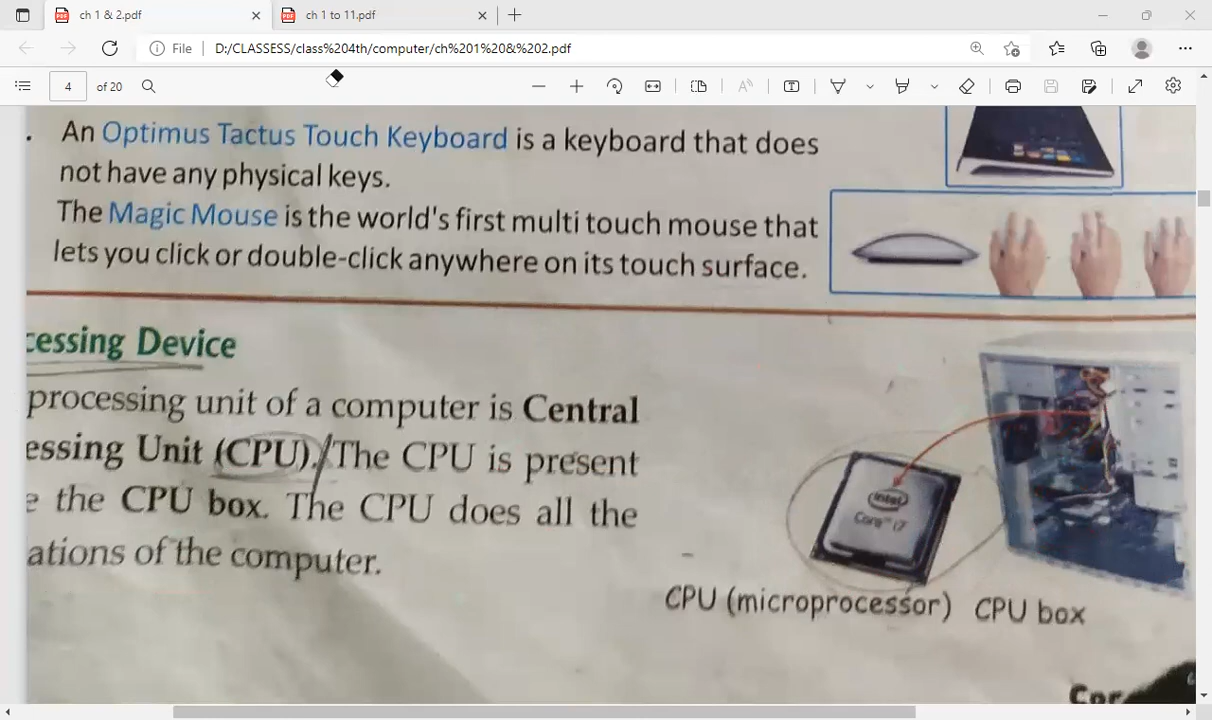 ch 1 & 2.pdf
ch 1 to 11.pdf
File D:/CLASSESS/class%204th/computer/ch%201%20&%202.pdf
4 of 20
An Optimus Tactus Touch Keyboard is a keyboard that does
not have any physical keys.
The Magic Mouse is the world's first multi touch mouse that
lets you click or double-click anywhere on its touch surface.
cessing Device
processing unit of a computer is Central
essing Unit (CPU). The CPU is present
e the CPU box. The CPU does all the
ations of the computer.
intel
Core i7
CPU (microprocessor) CPU box